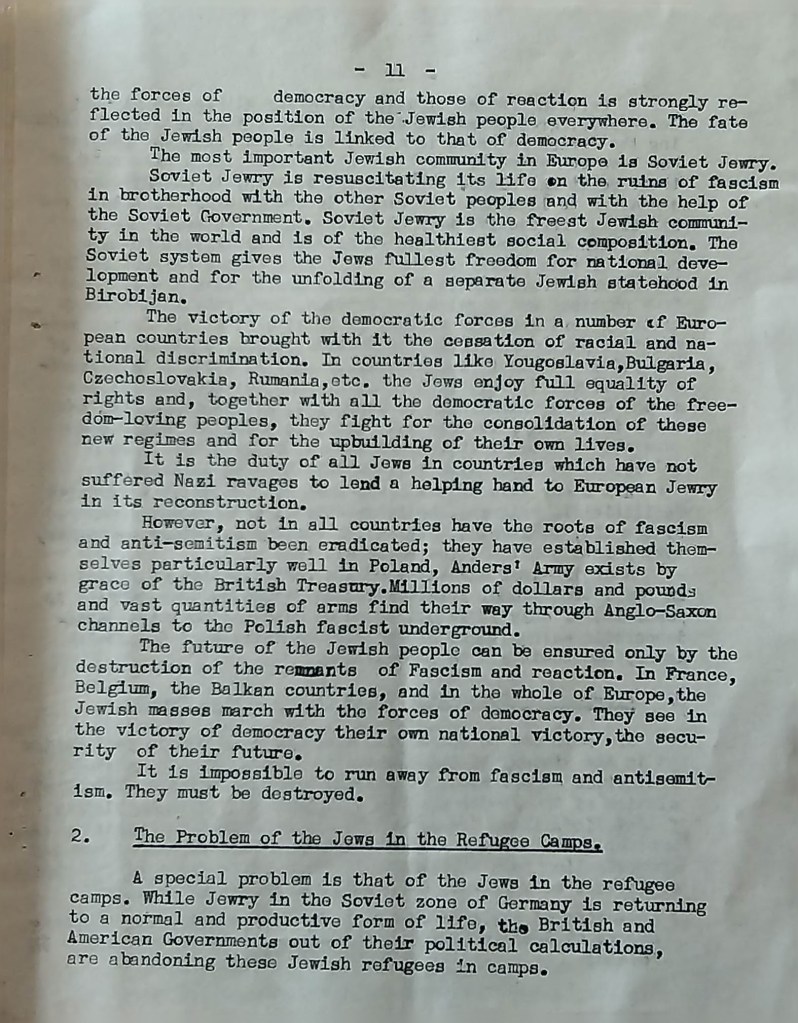 - 11 -
the forces of democracy and those of reaction is strongly re-
flected in the position of the Jewish people everywhere. The fate
of the Jewish people is linked to that of democracy.
The most important Jewish community in Europe is Soviet Jewry.
Soviet Jewry is resuscitating its life on the ruins of fascism
in brotherhood with the other Soviet peoples and with the help of
the Soviet Government. Soviet Jewry is the freest Jewish communi-
ty in the world and is of the healthiest social composition. The
Soviet system gives the Jews fullest freedom for national deve-
lopment and for the unfolding of a separate Jewish statehood in
Birobijan.
The victory of the democratic forces in a number of Euro-
pean countries brought with it the cessation of racial and na-
tional discrimination. In countries like Yougoslavia,Bulgaria,
Czechoslovakia, Rumania,etc. the Jews enjoy full equality of
rights and, together with all the democratic forces of the free-
dom-loving peoples, they fight for the consolidation of these
new regimes and for the upbuilding of their own lives.
It is the duty of all Jews in countries which have not
suffered Nazi ravages to lend a helping hand to European Jewry
in its reconstruction.
However, not in all countries have the roots of fascism
and anti-semitism been eradicated; they have established them-
selves particularly well in Poland, Anders' Army exists by
grace of the British Treasury.Millions of dollars and pounds
and vast quantities of arms find their way through Anglo-Saxon
channels to the Polish fascist underground.
The future of the Jewish people can be ensured only by the
destruction of the remnants of Fascism and reaction. In France,
Belgium, the Balkan countries, and in the whole of Europe,the
Jewish masses march with the forces of democracy. They see in
the victory of democracy their own national victory,the secu-
rity of their future.
It is impossible to run away from fascism and antisemit-
ism. They must be destroyed.
2. The Problem of the Jews in the Refugee Camps.
A special problem is that of the Jews in the refugee
camps. While Jewry in the Soviet zone of Germany is returning
to a normal and productive form of life, the British and
American Governments out of their political calculations,
are abandoning these Jewish refugees in camps.